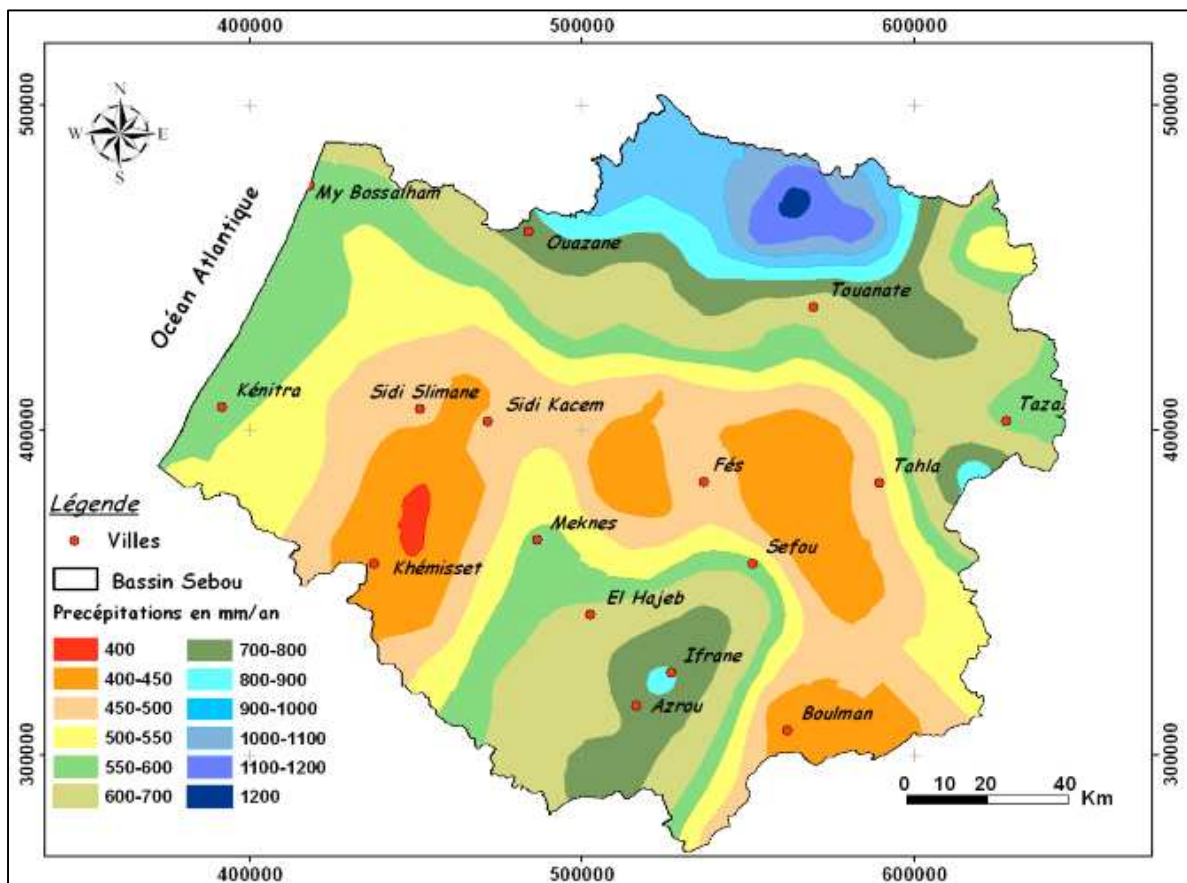 400000 500000 600000
500000 500000
400000 400000
300000 300000
N
W E
S
Océan Atlantique
My Bossalham
Ouazane
Touanate
Kénitra
Sidi Slimane
Sidi Kacem
Taza
Fés
Tahla
Meknes
Sefou
Khémisset
El Hajeb
Ifrane
Azrou
Boulman
Légende
Villes
Bassin Sebou
Precépitations en mm/an
400 700-800
400-450 800-900
450-500 900-1000
500-550 1000-1100
550-600 1100-1200
600-700 1200
0 10 20 40
Km
400000 500000 600000